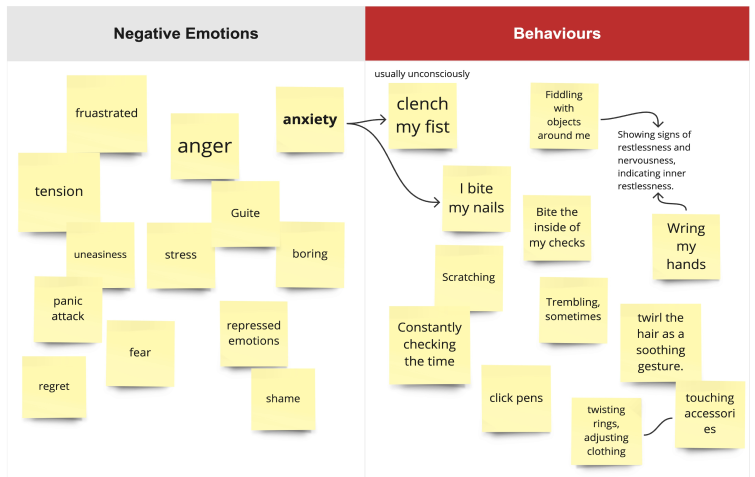 Negative Emotions
Behaviours
fruastrated
anger
anxiety
tension
Guite
uneasiness
stress
boring
panic
attack
fear
repressed
emotions
regret
shame
usually unconsciously
clench
my fist
Fiddling
with
objects
around me
Showing signs of
restlessness and
nervousness,
indicating inner
restlessness.
I bite
my nails
Bite the
inside of
my checks
Wring
my
hands
Scratching
Trembling,
sometimes
Constantly
checking
the time
twirl the
hair as a
soothing
gesture.
click pens
twisting
rings,
adjusting
clothing
touching
accessori
es